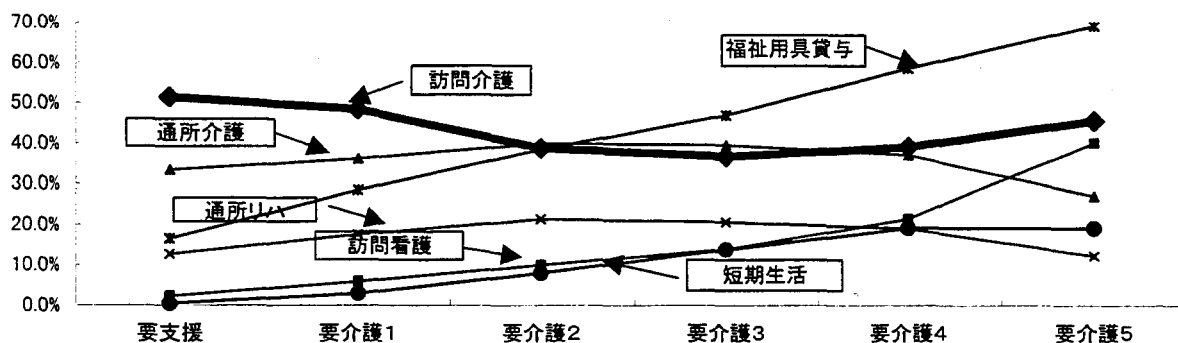 70.0%
60.0%
50.0%
40.0%
30.0%
20.0%
10.0%
0.0%
福祉用具貸与
訪問介護
通所介護
通所リハ
訪問看護
短期生活
要支援 要介護1 要介護2 要介護3 要介護4 要介護5